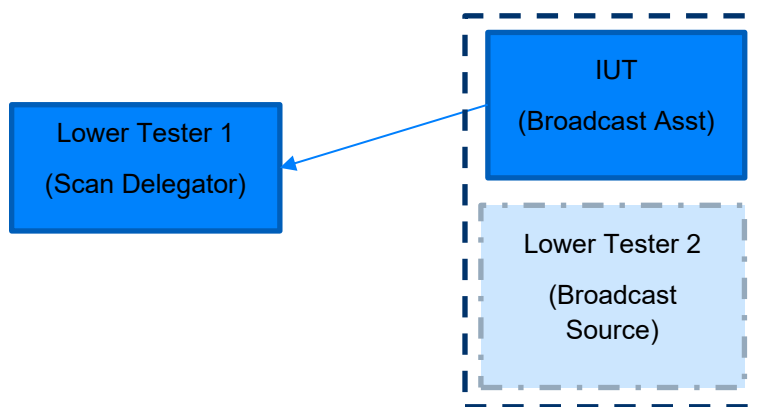 Lower Tester 1
(Scan Delegator)
IUT
(Broadcast Asst)
Lower Tester 2
(Broadcast
Source)